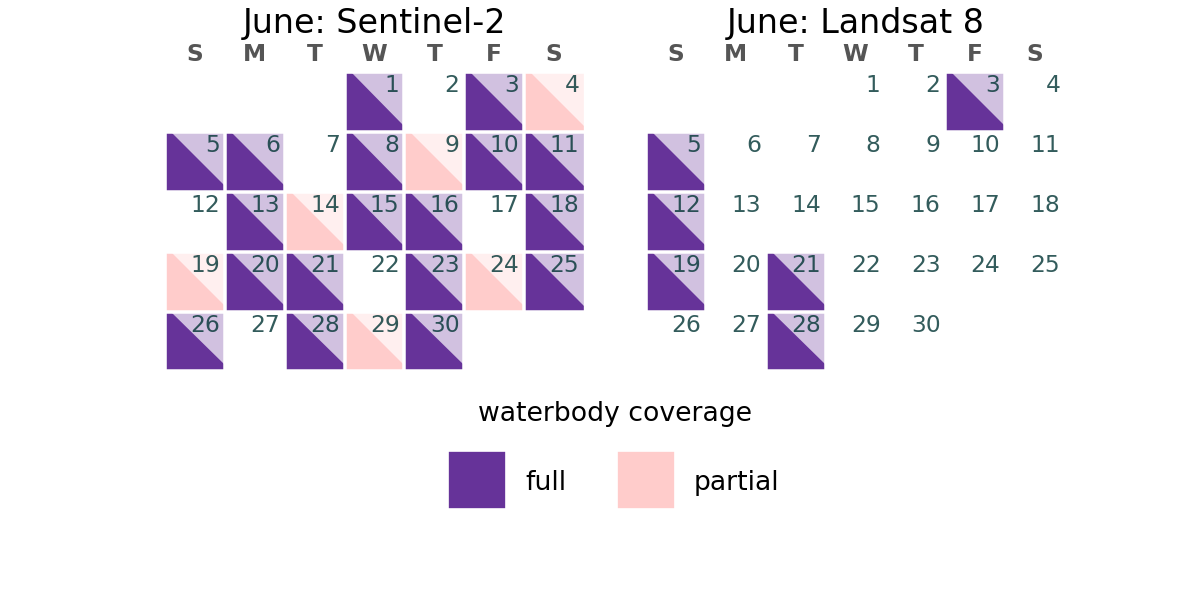 June: Sentinel-2
S M T W T F S
1 2 3 4
5 6 7 8 9 10 11
12 13 14 15 16 17 18
19 20 21 22 23 24 25
26 27 28 29 30
June: Landsat 8
S M T W T F S
1 2 3 4
5 6 7 8 9 10 11
12 13 14 15 16 17 18
19 20 21 22 23 24 25
26 27 28 29 30
waterbody coverage
full partial